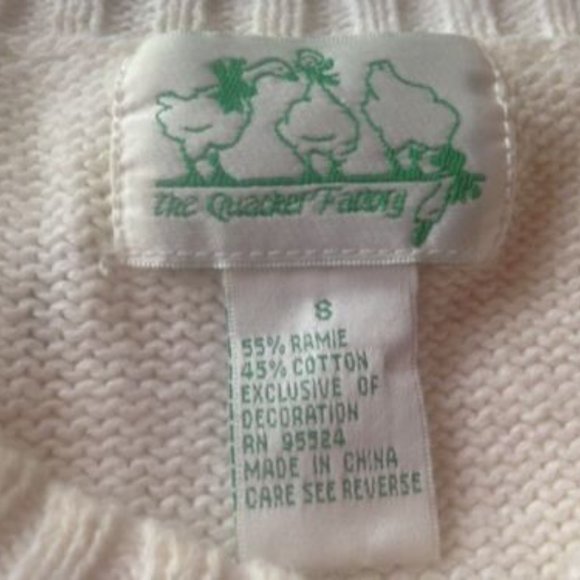 The Quacker Factory
S
55% RAMIE
45% COTTON
EXCLUSIVE OF
DECORATION
RN 95524
MADE IN CHINA
CARE SEE REVERSE